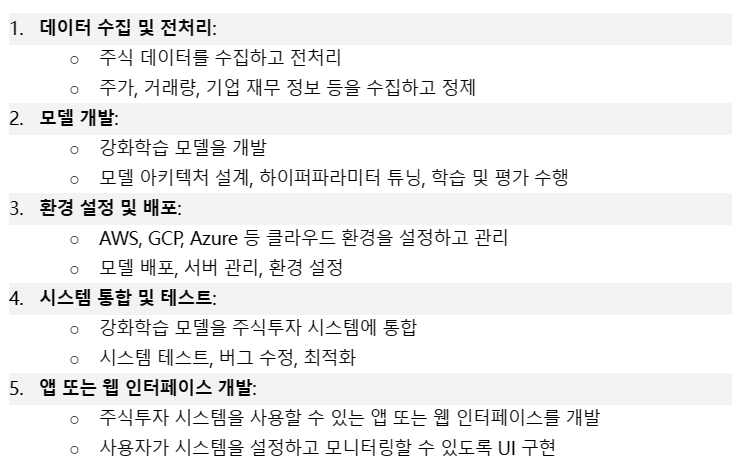 1. 데이터 수집 및 전처리:
○ 주식 데이터를 수집하고 전처리
○ 주가, 거래량, 기업 재무 정보 등을 수집하고 정제
2. 모델 개발:
○ 강화학습 모델을 개발
○ 모델 아키텍처 설계, 하이퍼파라미터 튜닝, 학습 및 평가 수행
3. 환경 설정 및 배포:
○ AWS, GCP, Azure 등 클라우드 환경을 설정하고 관리
○ 모델 배포, 서버 관리, 환경 설정
4. 시스템 통합 및 테스트:
○ 강화학습 모델을 주식투자 시스템에 통합
○ 시스템 테스트, 버그 수정, 최적화
5. 앱 또는 웹 인터페이스 개발:
○ 주식투자 시스템을 사용할 수 있는 앱 또는 웹 인터페이스를 개발
○ 사용자가 시스템을 설정하고 모니터링할 수 있도록 UI 구현